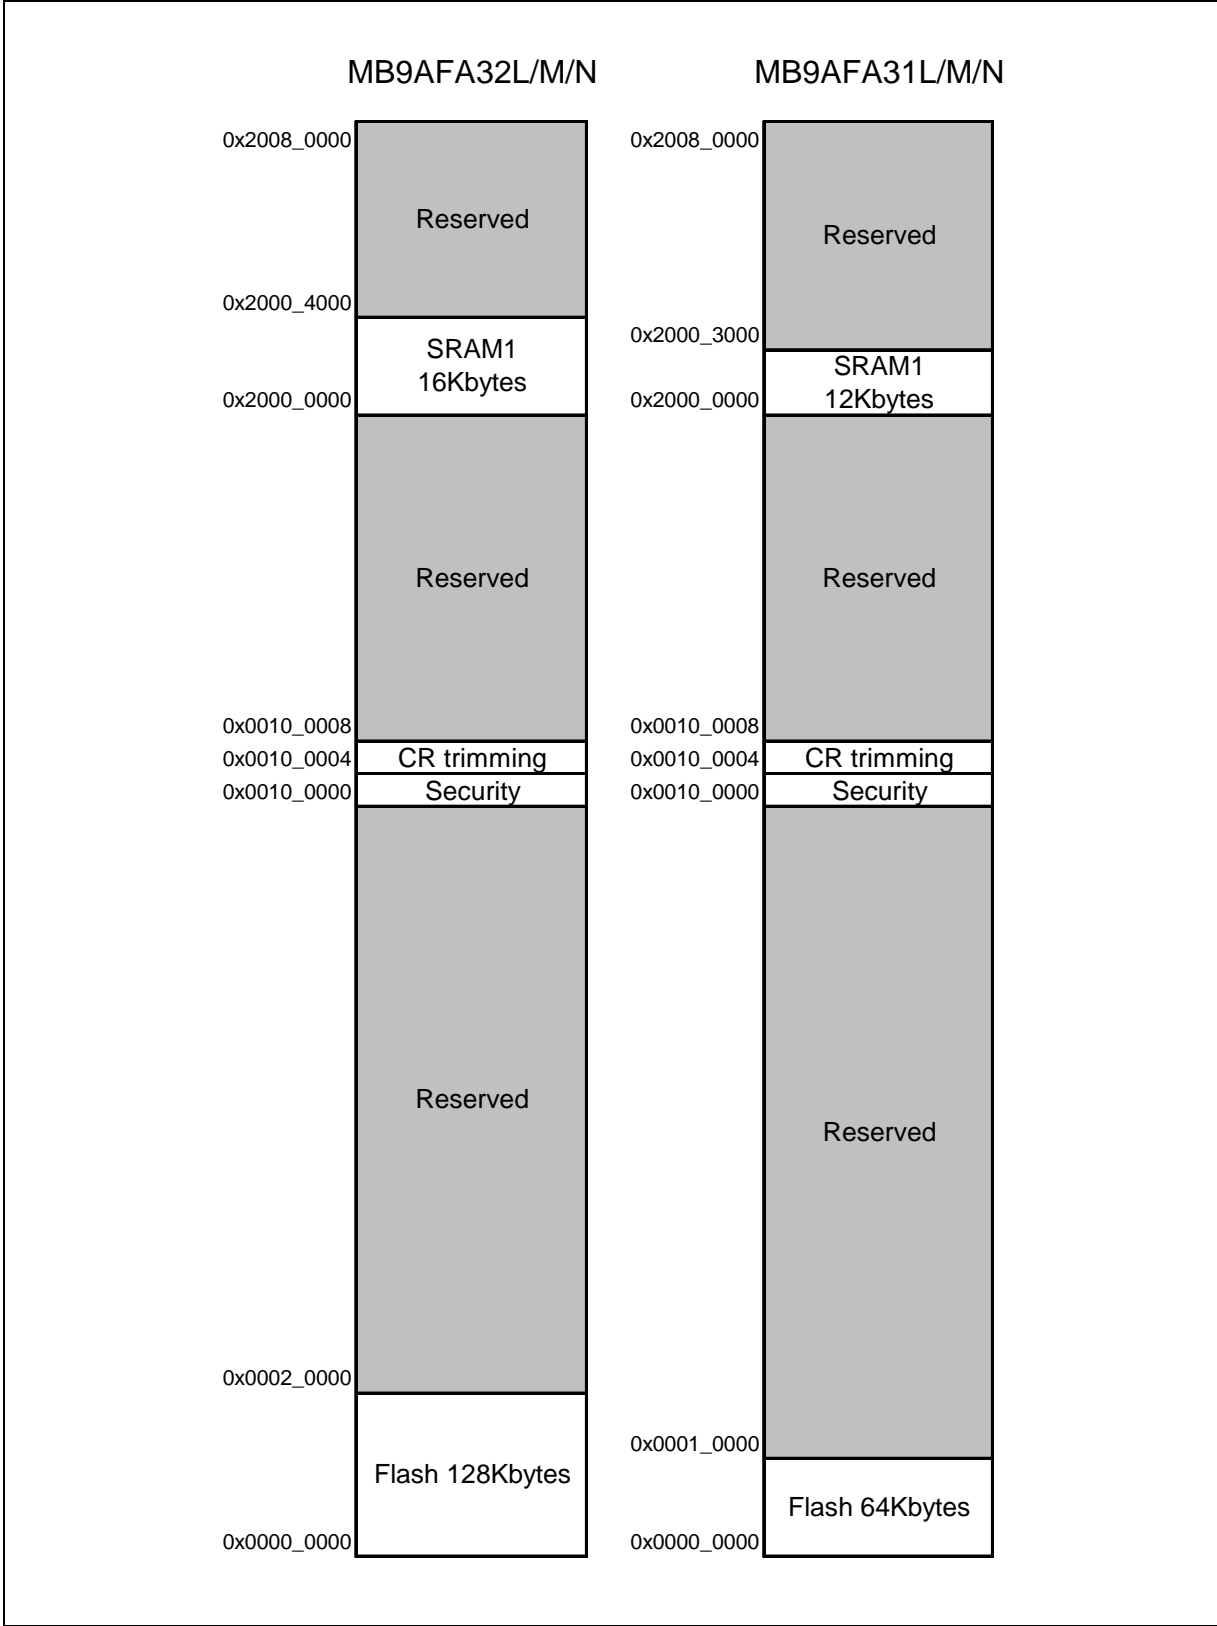 MB9AFA32L/M/N
0x2008_0000
Reserved
0x2000_4000
SRAM1
16Kbytes
0x2000_0000
Reserved
0x0010_0008
0x0010_0004
CR trimming
0x0010_0000
Security
Reserved
0x0002_0000
Flash 128Kbytes
0x0000_0000
MB9AFA31L/M/N
0x2008_0000
Reserved
0x2000_3000
SRAM1
12Kbytes
0x2000_0000
Reserved
0x0010_0008
0x0010_0004
CR trimming
0x0010_0000
Security
Reserved
0x0001_0000
Flash 64Kbytes
0x0000_0000